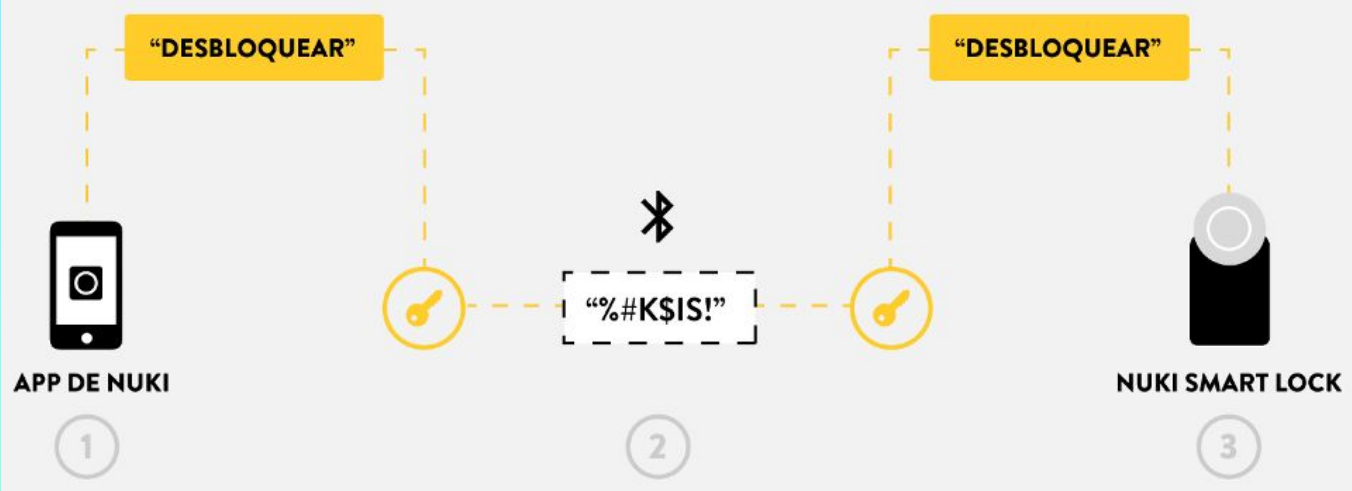 “DESBLOQUEAR”
“DESBLOQUEAR”
“%#K$IS!”
APP DE NUKI
NUKI SMART LOCK
1
2
3